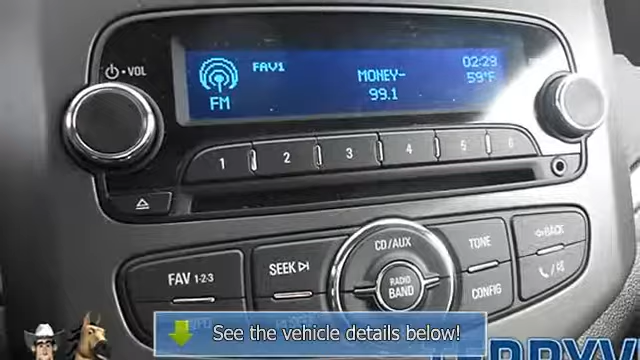 ⏻•VOL
FAV1
02:29
MONEY-
59°F
FM
99.1
1 2 3 4 5 6
CD/AUX
TONE
BACK
FAV 1-2-3
SEEK
RADIO
BAND
CONFIG
See the vehicle details below!